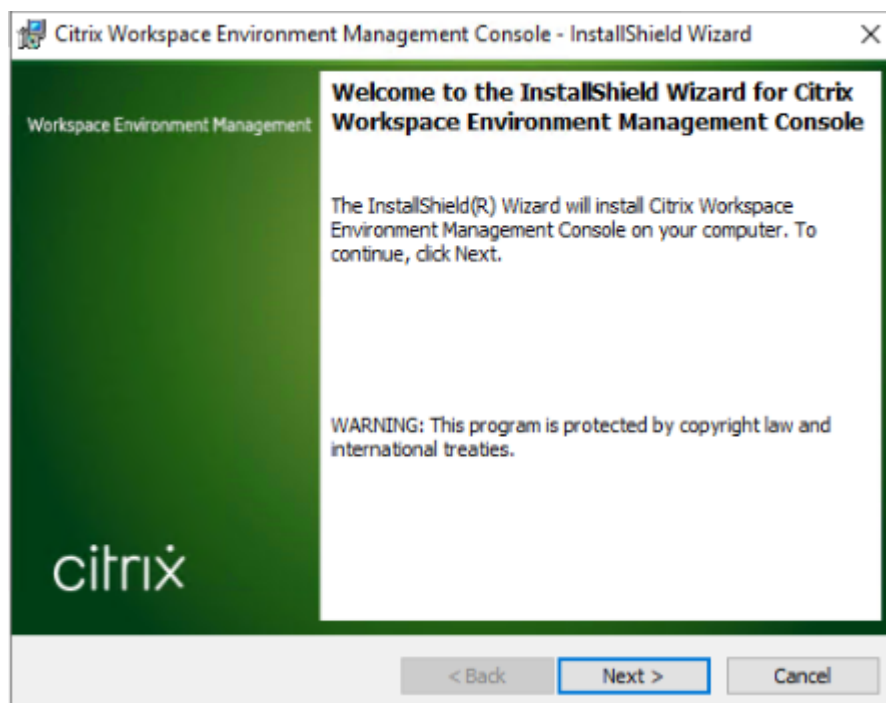 Citrix Workspace Environment Management Console - InstallShield Wizard
Workspace Environment Management
Welcome to the InstallShield Wizard for Citrix
Workspace Environment Management Console
The InstallShield(R) Wizard will install Citrix Workspace
Environment Management Console on your computer. To
continue, click Next.
WARNING: This program is protected by copyright law and
international treaties.
citrix
< Back
Next >
Cancel